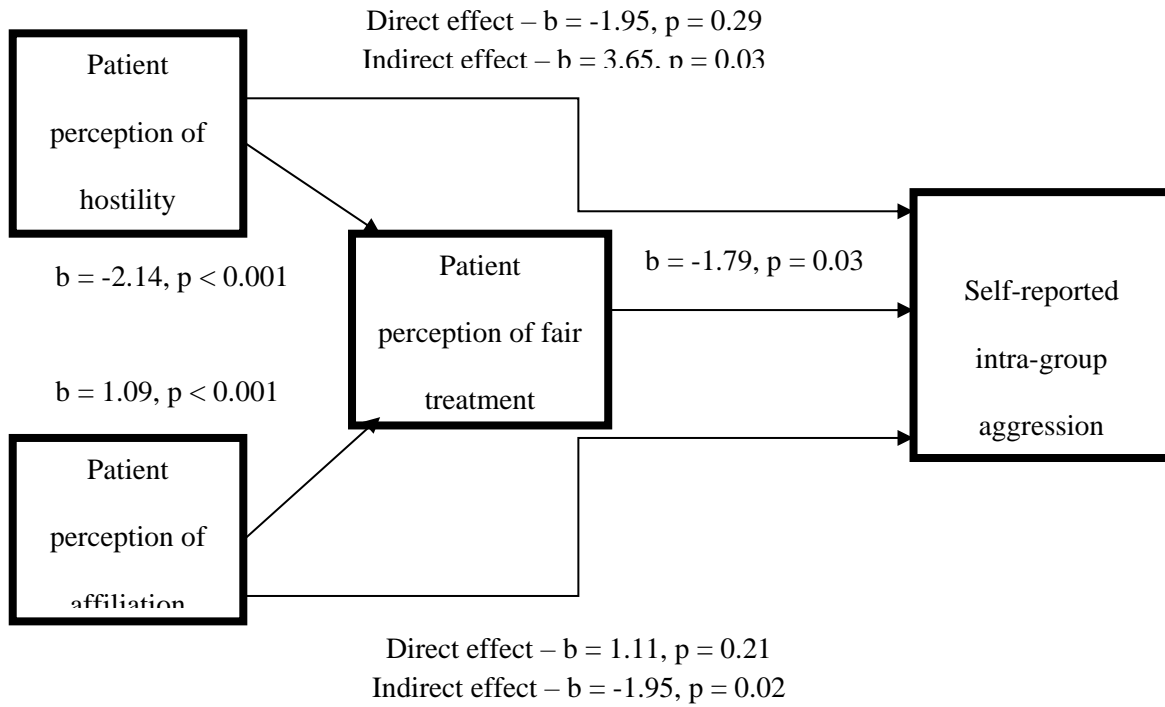 Direct effect – b = -1.95, p = 0.29
Indirect effect – b = 3.65, p = 0.03
Patient
perception of
hostility
b = -2.14, p < 0.001
Patient
perception of fair
treatment
b = -1.79, p = 0.03
Self-reported
intra-group
aggression
b = 1.09, p < 0.001
Patient
perception of
affiliation
Direct effect – b = 1.11, p = 0.21
Indirect effect – b = -1.95, p = 0.02